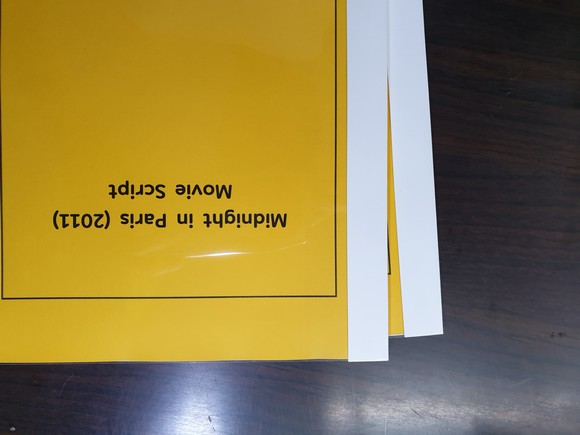 Midnight in Paris (2011)
Movie Script